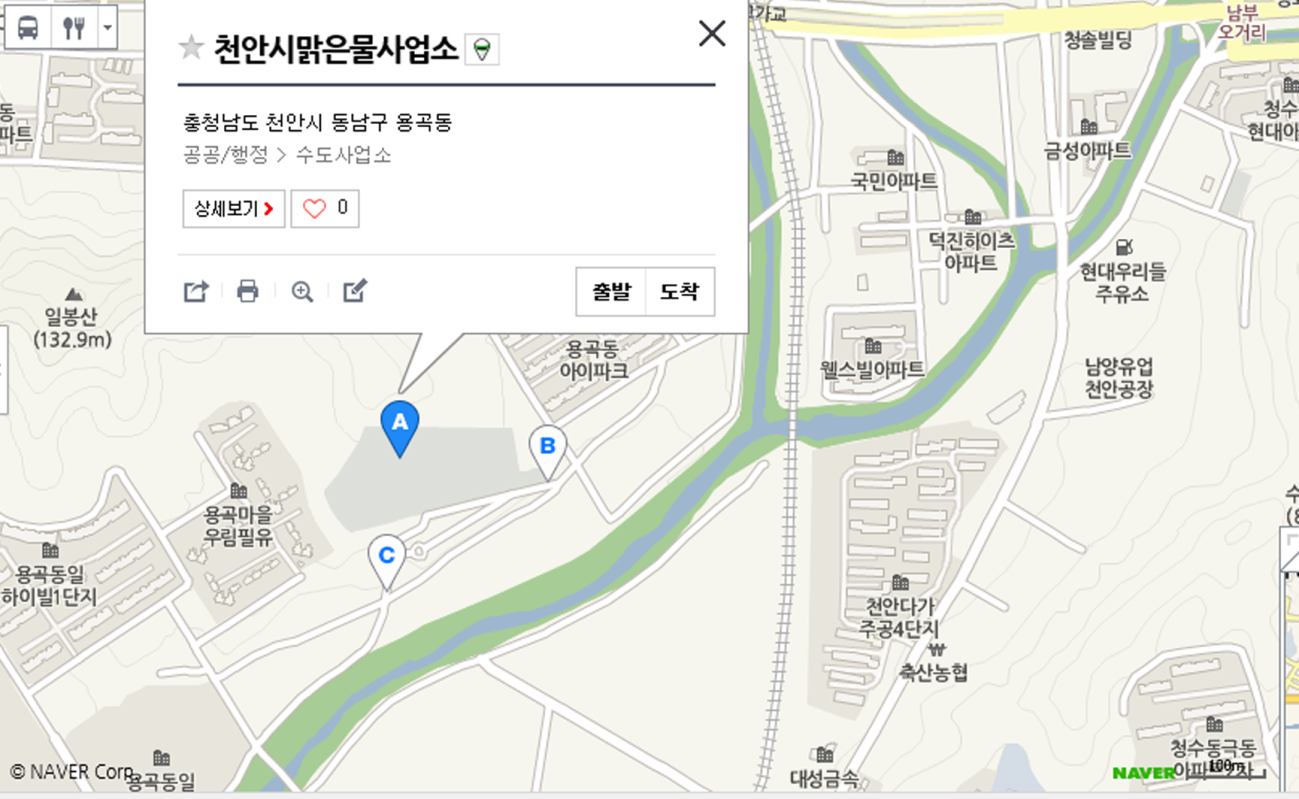 천안시맑은물사업소
충청남도 천안시 동남구 용곡동
공공/행정 > 수도사업소
상세보기
0
출발
도착
남부
오거리
청솔빌딩
동
파트
청수
현대아
금성아파트
국민아파트
덕진하이츠
아파트
현대우리들
주유소
일봉산
(132.9m)
용곡동
아이파크
웰스빌아파트
남양유업
천안공장
A
B
C
용곡마을
우림필유
용곡동일
하이빌1단지
천안다가
주공4단지
축산농협
수
(8
청수동극동
대성금속
용곡동일
© NAVER Corp.
NAVER
100m